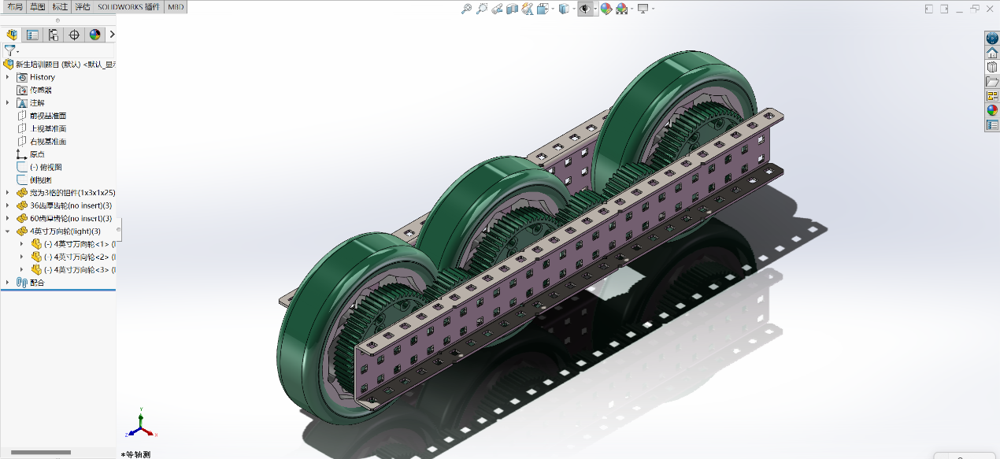 布局 草图 标注 评估 SOLIDWORKS 插件 MBD
新生培训题目 (默认) <默认_显示
History
传感器
注解
前视基准面
上视基准面
右视基准面
原点
(-) 俯视图
侧视图
宽为3格的铝件(1x3x1x25)
36齿厚齿轮(no insert)(3)
60齿厚齿轮(no insert)(3)
4英寸万向轮(light)(3)
(-) 4英寸万向轮<1> (l
(-) 4英寸万向轮<2> (l
(-) 4英寸万向轮<3> (l
配合
Y
Z
X
*等轴测